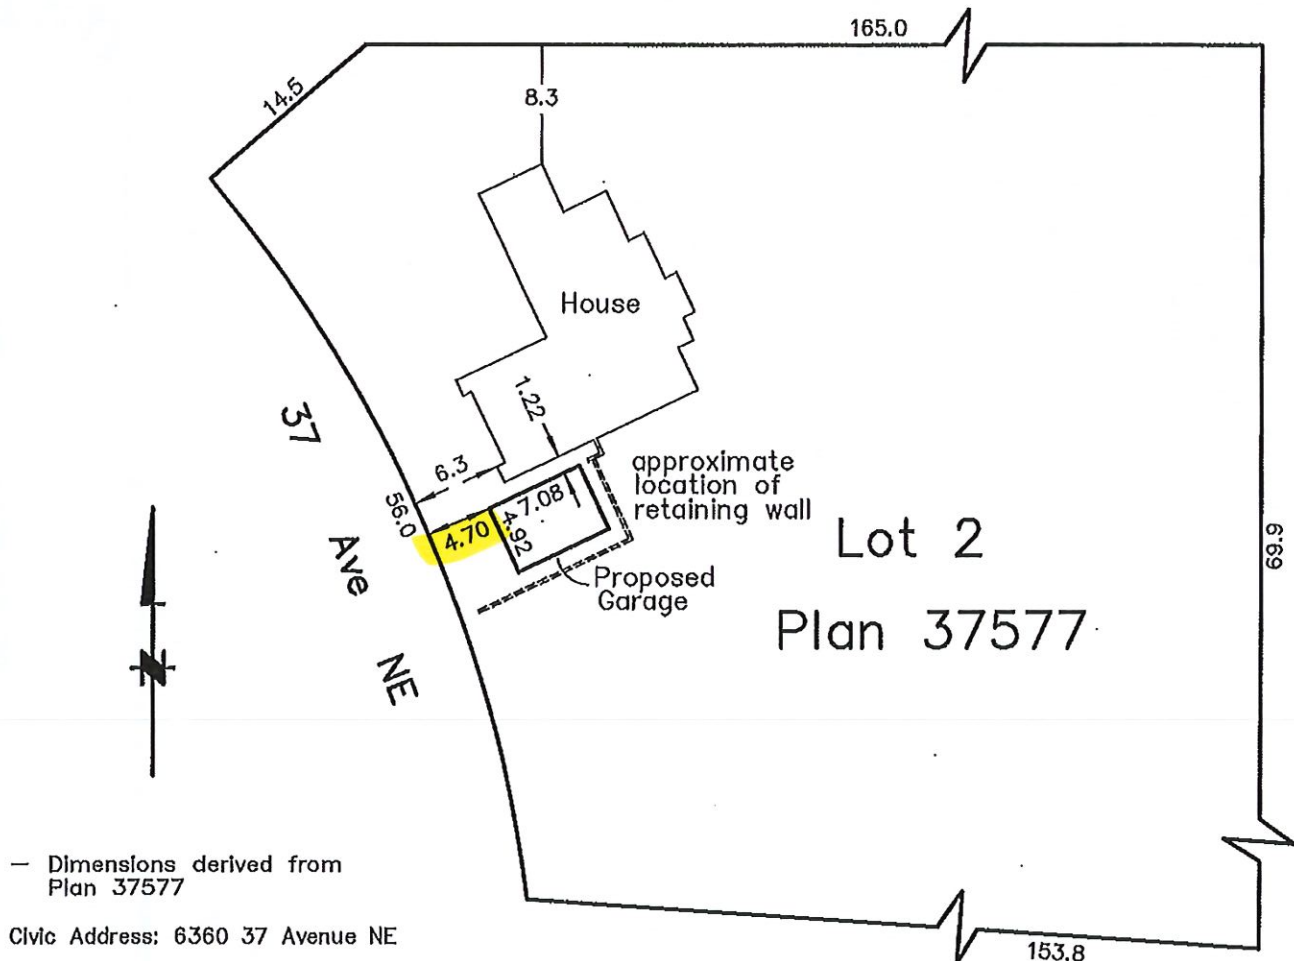 165.0
14.5
8.3
House
1.22
37
6.3
approximate
location of
retaining wall
56.0
7.08
4.70
4.92
Lot 2
Ave
Proposed
Garage
69.9
Plan 37577
NE
N
– Dimensions derived from
Plan 37577
Civic Address: 6360 37 Avenue NE
153.8